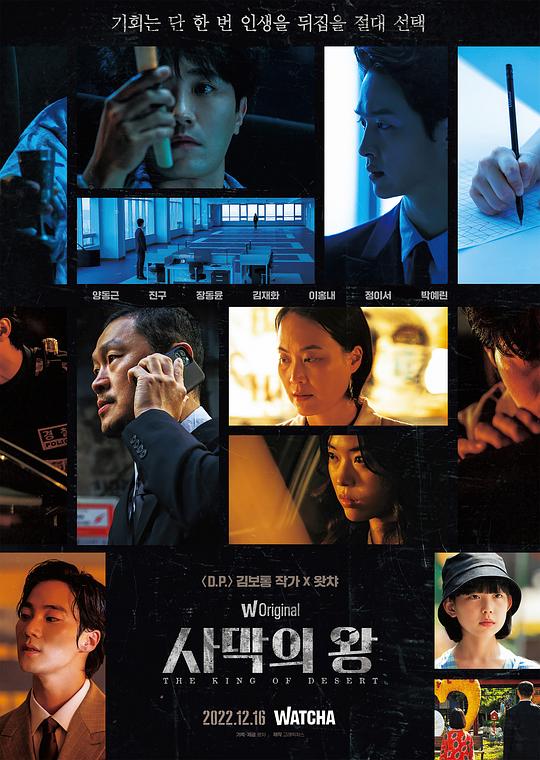 기회는 단 한 번 인생을 뒤집을 절대 선택
양동근 진구 장동윤 김재화 이홍내 정이서 박예린
POLICE
〈D.P.〉 김보통 작가 X 왓챠
W Original
사막의 왕
THE KING OF DESERT
2022.12.16 WATCHA